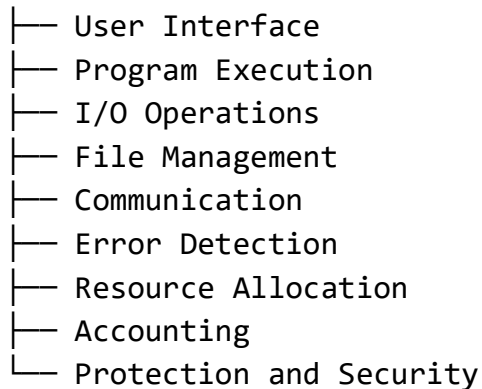 ├── User Interface
├── Program Execution
├── I/O Operations
├── File Management
├── Communication
├── Error Detection
├── Resource Allocation
├── Accounting
└── Protection and Security